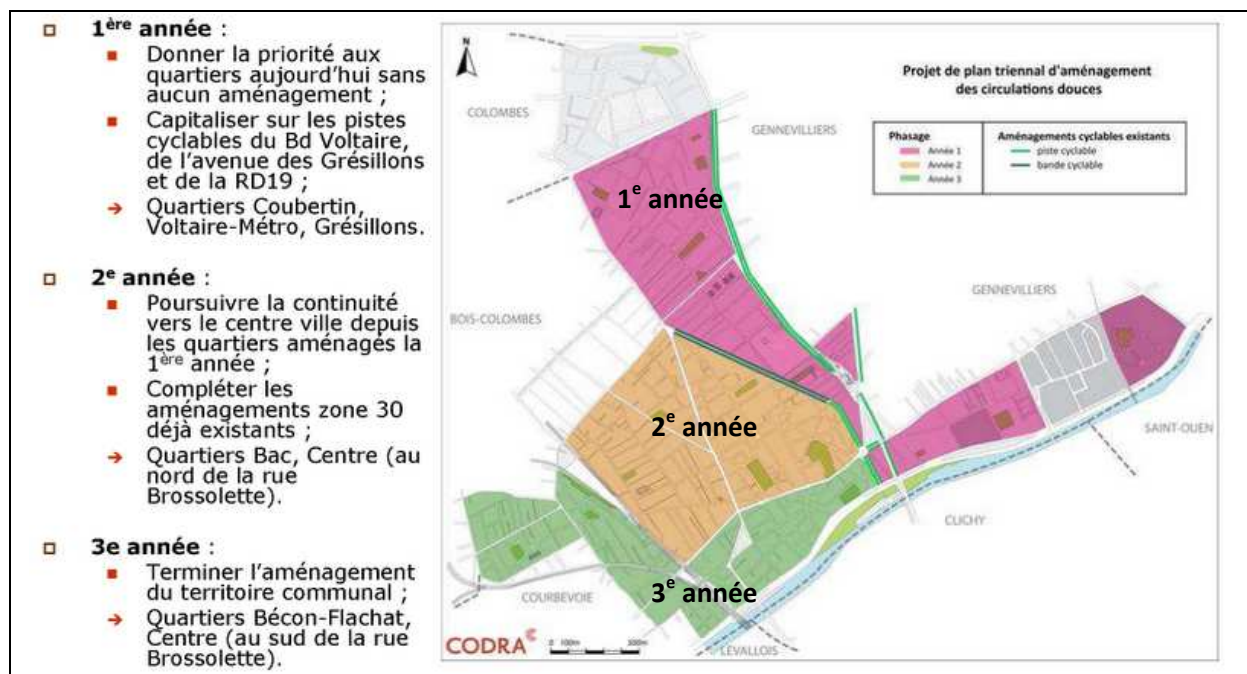 1ère année :
Donner la priorité aux
quartiers aujourd'hui sans
aucun aménagement ;
Capitaliser sur les pistes
cyclables du Bd Voltaire,
de l'avenue des Grésillons
et de la RD19 ;
Quartiers Coubertin,
Voltaire-Métro, Grésillons.
2e année :
Poursuivre la continuité
vers le centre ville depuis
les quartiers aménagés la
1ère année ;
Compléter les
aménagements zone 30
déjà existants ;
Quartiers Bac, Centre (au
nord de la rue
Brossolette).
3e année :
Terminer l'aménagement
du territoire communal ;
Quartiers Bécon-Flachat,
Centre (au sud de la rue
Brossolette).
N
Projet de plan triennal d'aménagement
des circulations douces
Phasage
Année 1
Année 2
Année 3
Aménagements cyclables existants
piste cyclable
bande cyclable
COLOMBES
GENNEVILLIERS
1e année
GENNEVILLIERS
BOIS-COLOMBES
2e année
SAINT-OUEN
CLICHY
3e année
COURBEVOIE
LEVALLOIS
CODRA
0 100m 500m